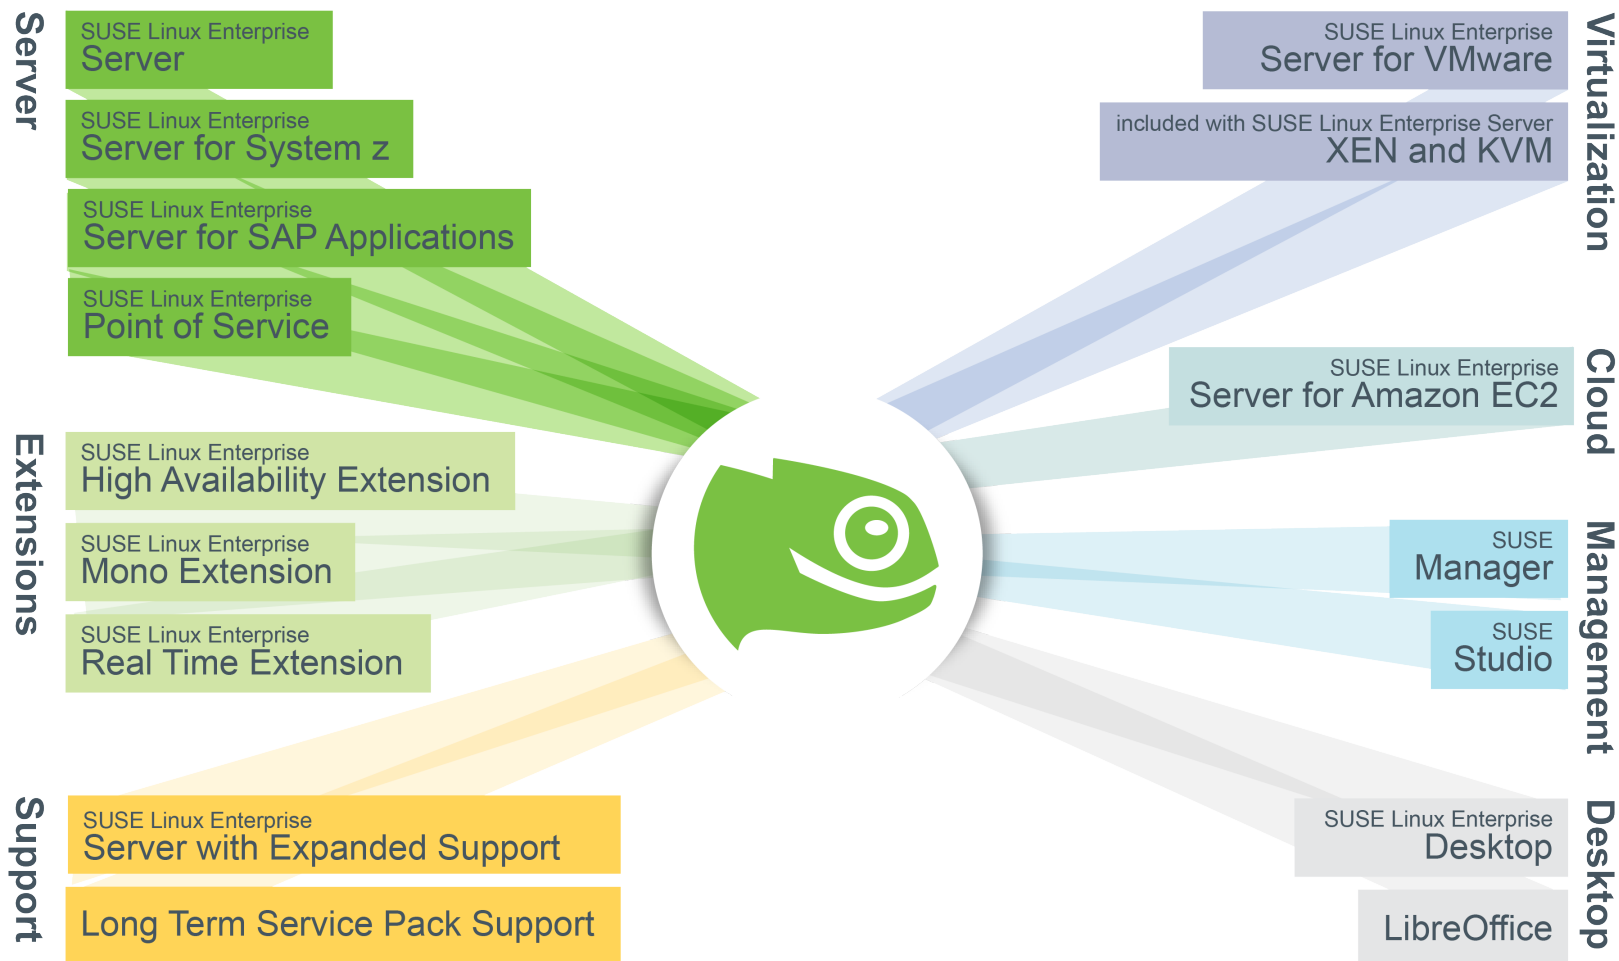 Server
SUSE Linux Enterprise
Server
SUSE Linux Enterprise
Server for System z
SUSE Linux Enterprise
Server for SAP Applications
SUSE Linux Enterprise
Point of Service
Extensions
SUSE Linux Enterprise
High Availability Extension
SUSE Linux Enterprise
Mono Extension
SUSE Linux Enterprise
Real Time Extension
Support
SUSE Linux Enterprise
Server with Expanded Support
Long Term Service Pack Support
Virtualization
SUSE Linux Enterprise
Server for VMware
included with SUSE Linux Enterprise Server
XEN and KVM
Cloud
SUSE Linux Enterprise
Server for Amazon EC2
Management
SUSE
Manager
SUSE
Studio
Desktop
SUSE Linux Enterprise
Desktop
LibreOffice